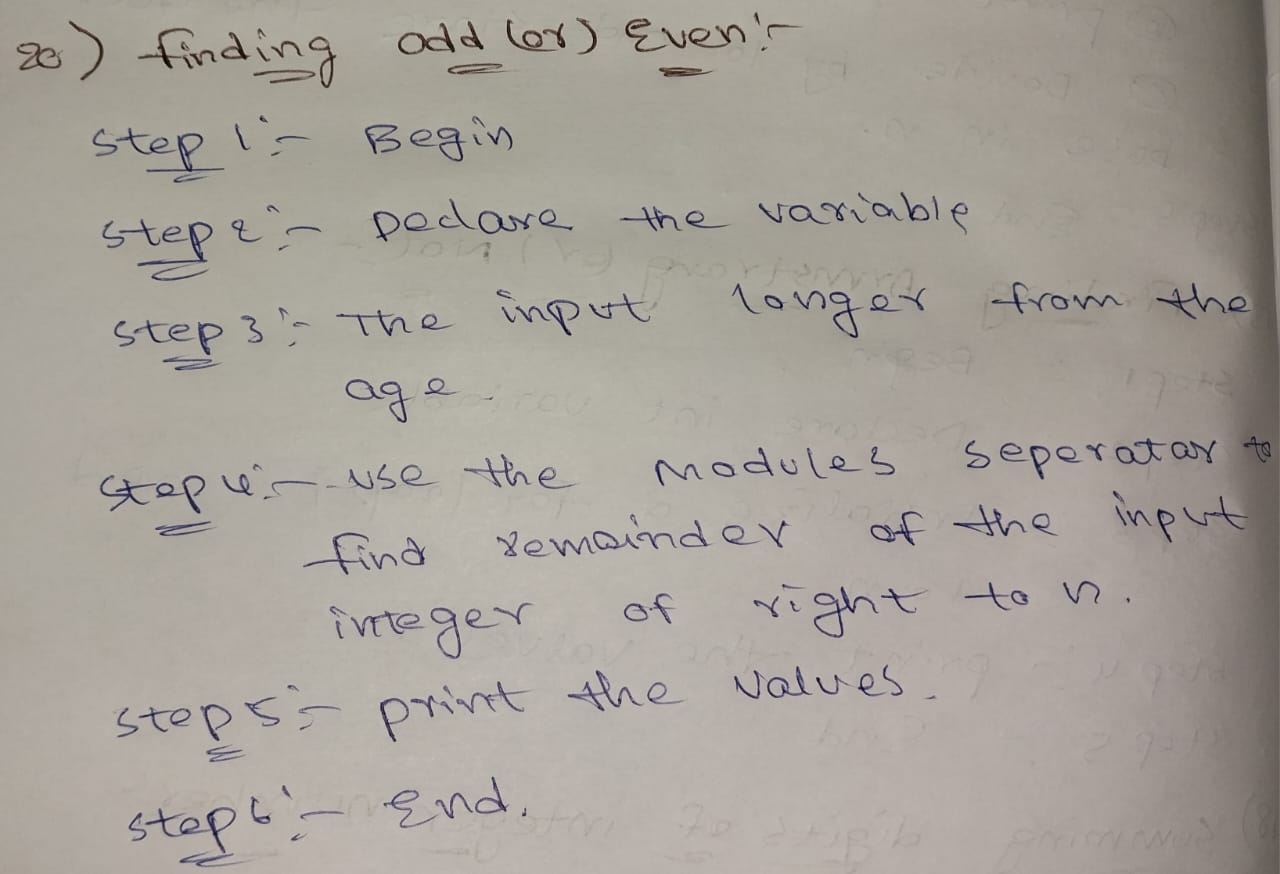 20) finding odd (or) Even:-
step 1:- Begin
step 2:- Declare the variable
step 3:- The input longer from the
age.
step 4:- use the modules seperator to
find remainder of the input
integer of right to n.
step 5:- print the values.
step 6:- End.